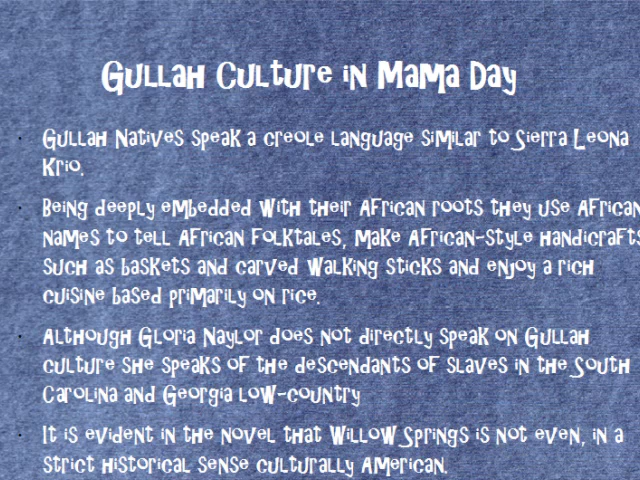 Gullah Culture in Mama Day
Gullah Natives speak a creole language similar to Sierra Leona
Krio.
Being deeply embedded with their African roots they use African
names to tell African folktales, make African-style handicrafts
such as baskets and carved walking sticks and enjoy a rich
cuisine based primarily on rice.
Although Gloria Naylor does not directly speak on Gullah
culture she speaks of the descendants of slaves in the South
Carolina and Georgia low-country
It is evident in the novel that Willow Springs is not even, in a
strict historical sense culturally American.